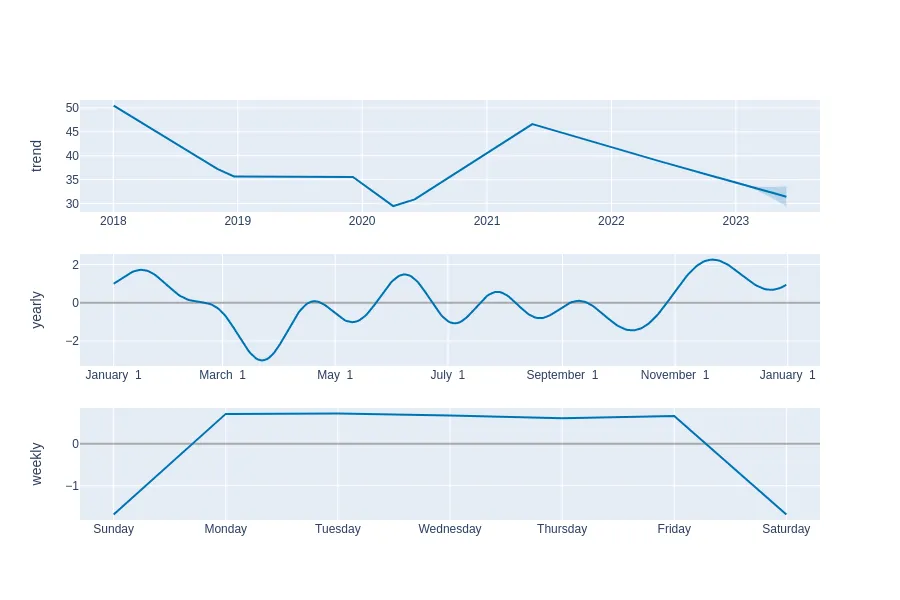 trend
50
45
40
35
30
2018 2019 2020 2021 2022 2023
yearly
2
0
−2
January 1 March 1 May 1 July 1 September 1 November 1 January 1
weekly
0
−1
Sunday Monday Tuesday Wednesday Thursday Friday Saturday